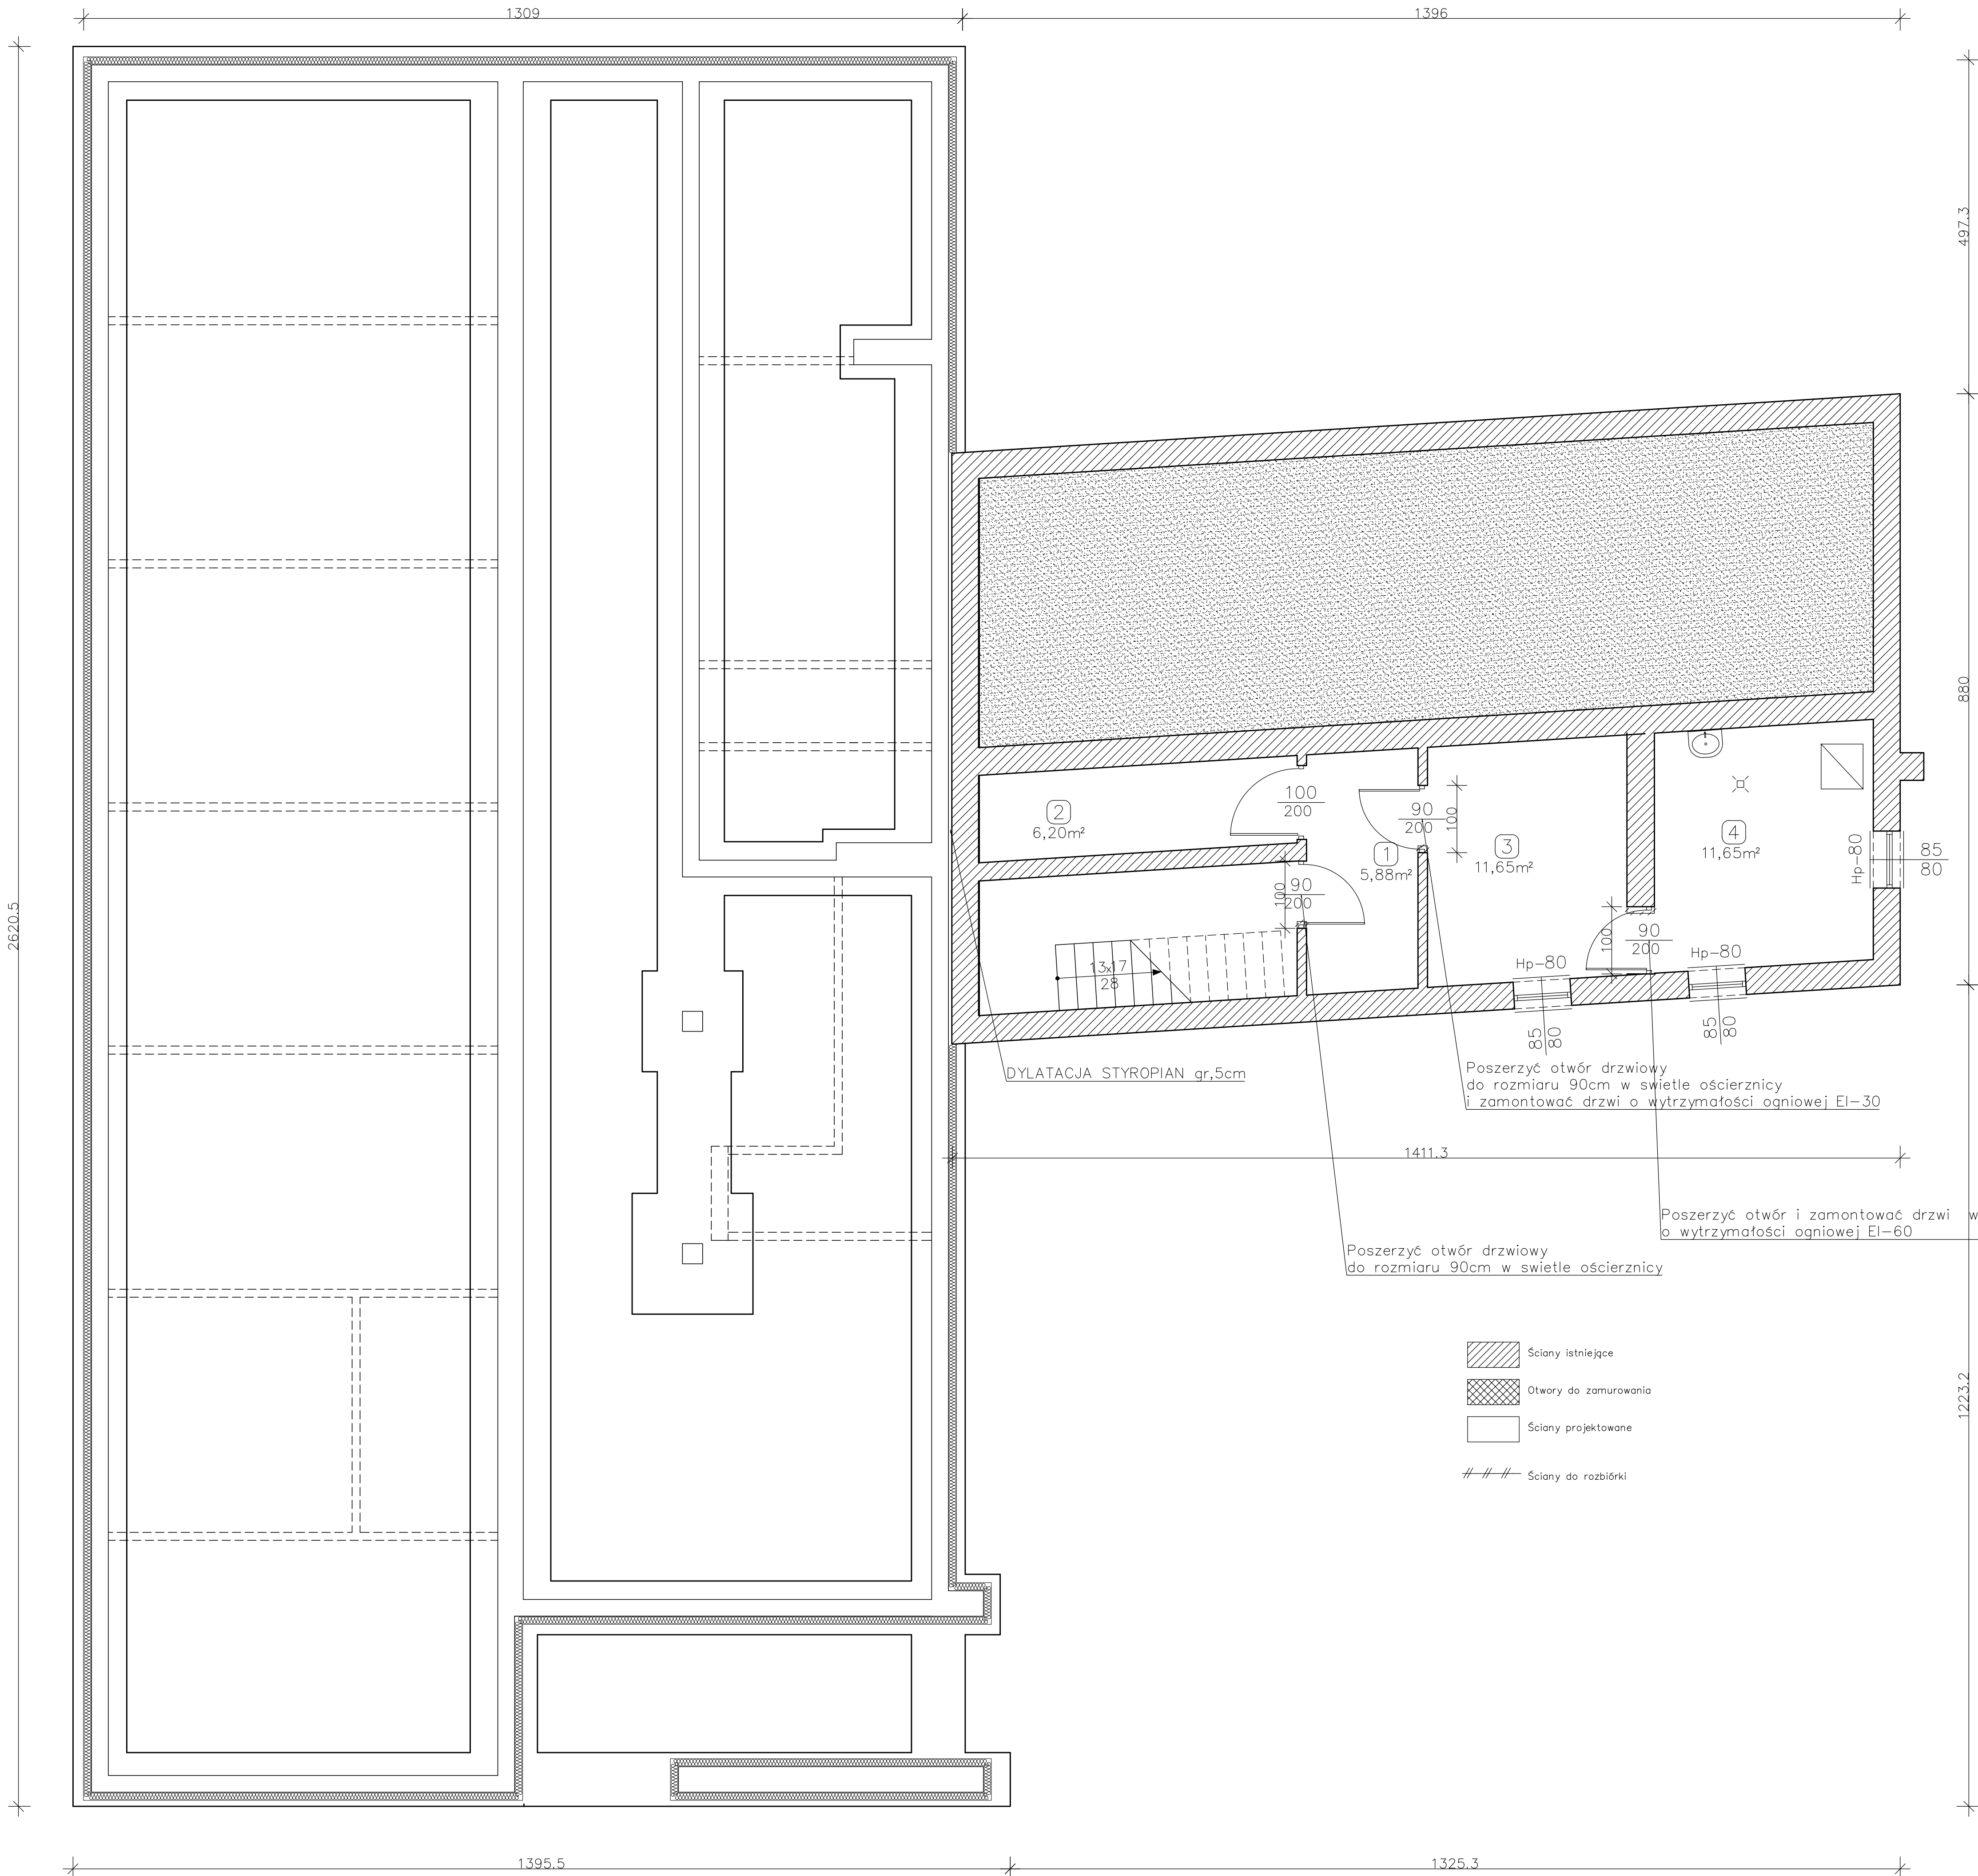 1309
1396
497.3
880
2620.5
1223.2
2
6,20m²
100
200
90
200
100
1
5,88m²
3
11,65m²
4
11,65m²
Hp-80
85
80
90
200
100
90
200
100
Hp-80
Hp-80
85
80
85
80
13x17
28
DYLATACJA STYROPIAN gr,5cm
Poszerzyć otwór drzwiowy
do rozmiaru 90cm w swietle ościerznicy
i zamontować drzwi o wytrzymałości ogniowej EI-30
1411.3
Poszerzyć otwór i zamontować drzwi w
o wytrzymałości ogniowej EI-60
Poszerzyć otwór drzwiowy
do rozmiaru 90cm w swietle ościerznicy
Ściany istniejące
Otwory do zamurowania
Ściany projektowane
Ściany do rozbiórki
1395.5
1325.3